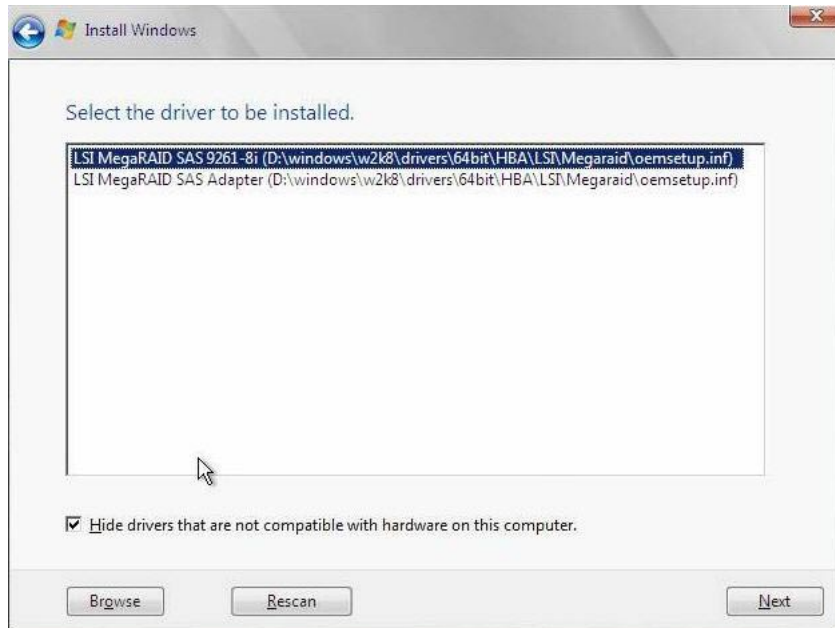 Install Windows
Select the driver to be installed.
LSI MegaRAID SAS 9261-8i (D:\windows\w2k8\drivers\64bit\HBA\LSI\Megaraid\oemsetup.inf)
LSI MegaRAID SAS Adapter (D:\windows\w2k8\drivers\64bit\HBA\LSI\Megaraid\oemsetup.inf)
Hide drivers that are not compatible with hardware on this computer.
Browse
Rescan
Next